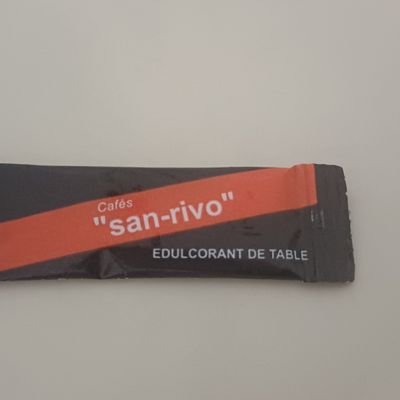 Cafés
"san-rivo"
EDULCORANT DE TABLE